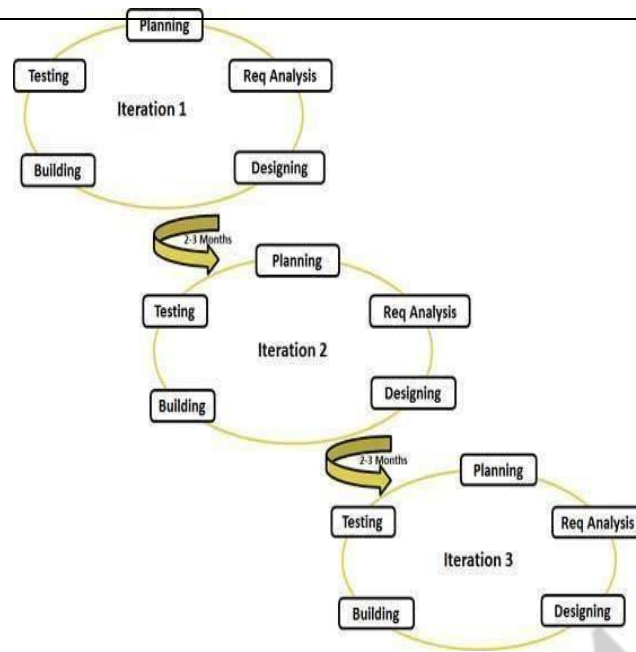 Planning
Testing
Req Analysis
Iteration 1
Building
Designing
2-3 Months
Planning
Testing
Req Analysis
Iteration 2
Building
Designing
2-3 Months
Planning
Testing
Req Analysis
Iteration 3
Building
Designing